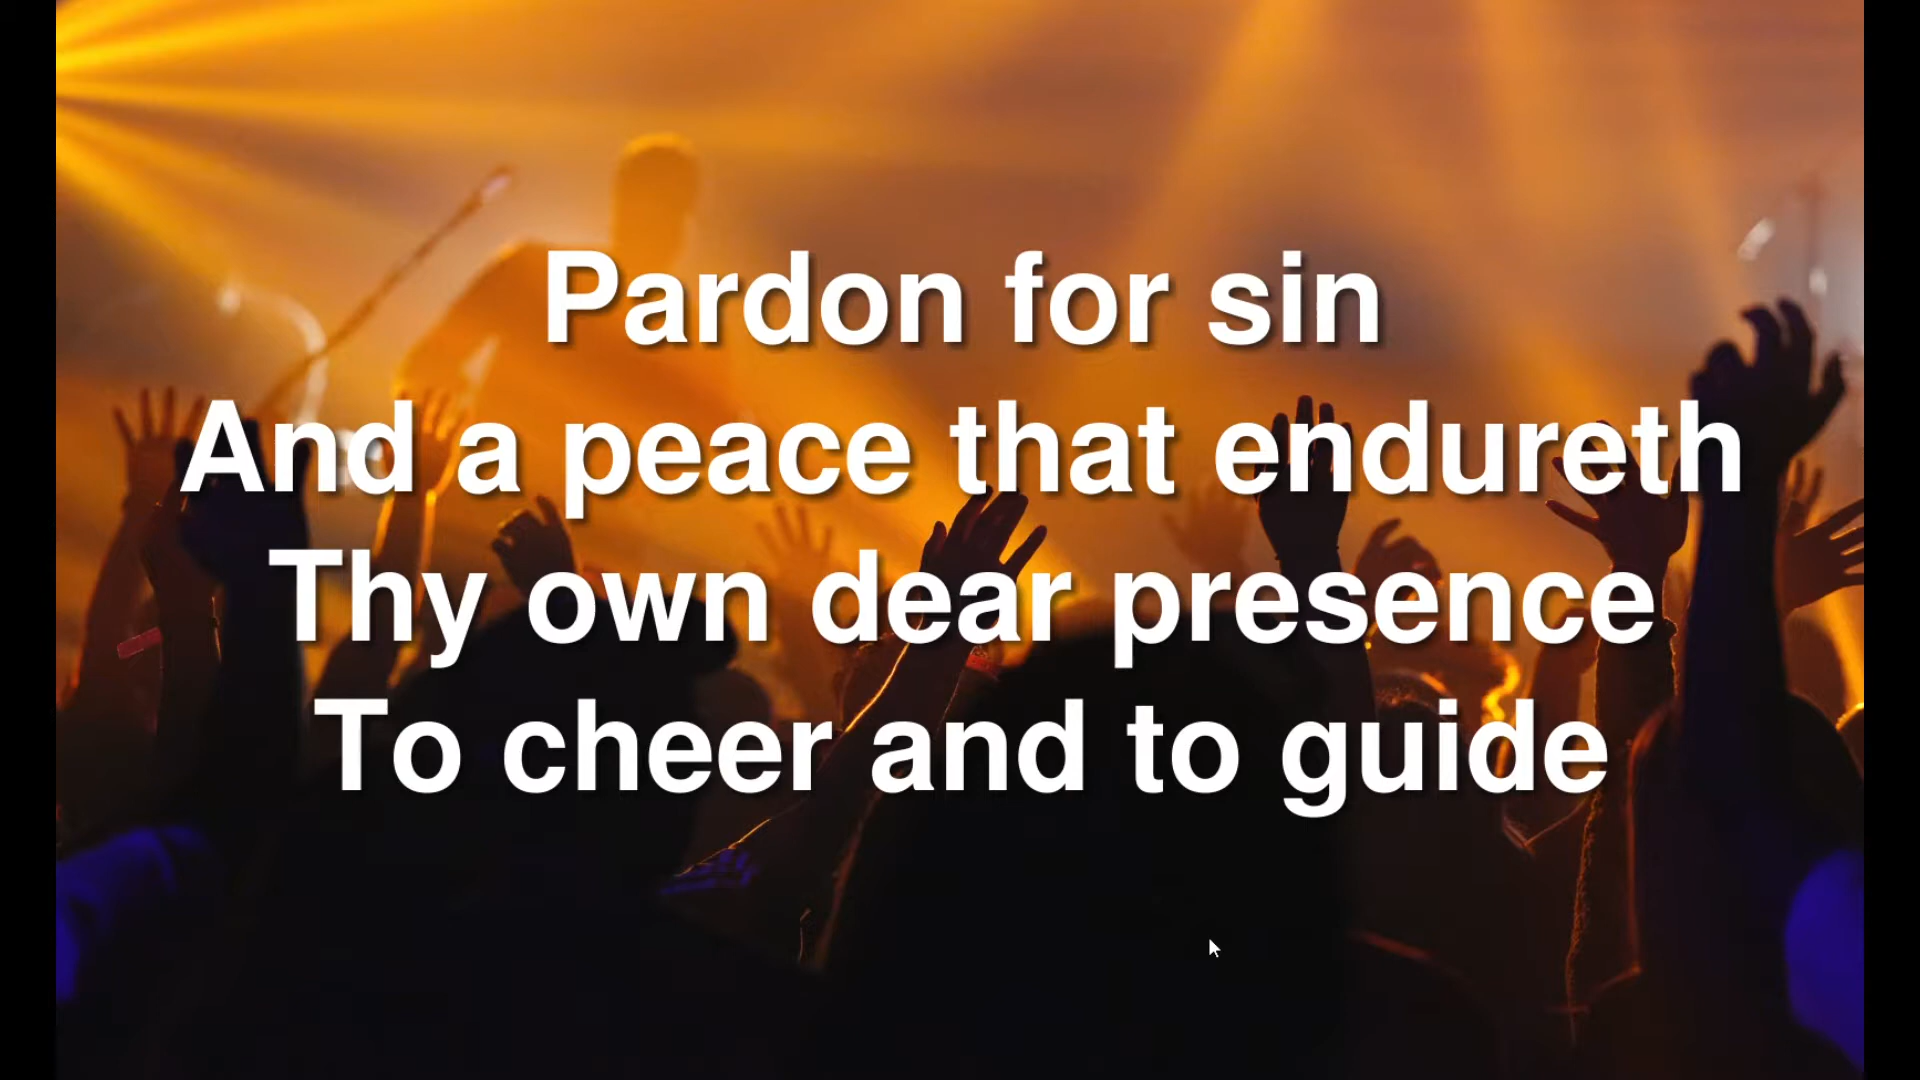 Pardon for sin
And a peace that endureth
Thy own dear presence
To cheer and to guide